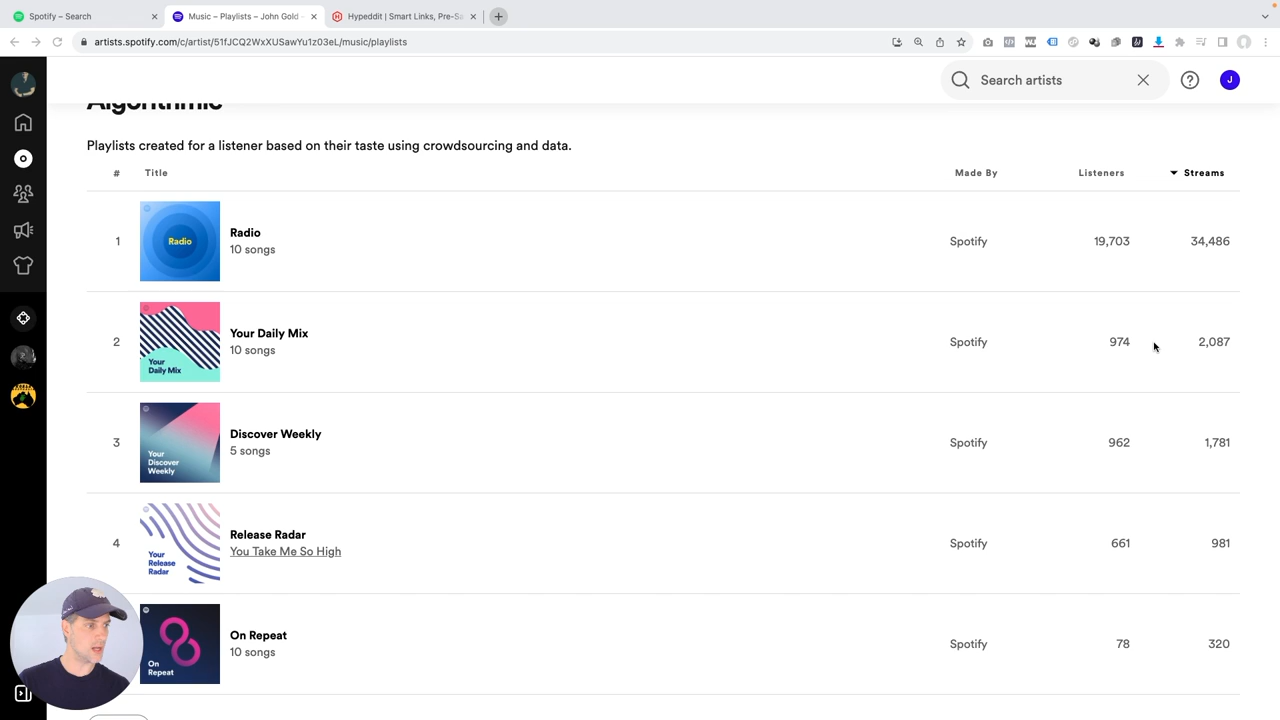 Spotify – Search
Music – Playlists – John Gold
Hypeddit | Smart Links, Pre-Sa
artists.spotify.com/c/artist/51fJCQ2WxXUSawYu1z03eL/music/playlists
Search artists
J
Algorithmic
Playlists created for a listener based on their taste using crowdsourcing and data.
# Title Made By Listeners Streams
1 Radio Radio Spotify 19,703 34,486
10 songs
2 Your Daily Mix Spotify 974 2,087
10 songs
Your
Daily Mix
3 Discover Weekly Spotify 962 1,781
5 songs
Your
Discover
Weekly
4 Release Radar Spotify 661 981
You Take Me So High
Your
Release
Radar
On Repeat Spotify 78 320
10 songs
On
Repeat